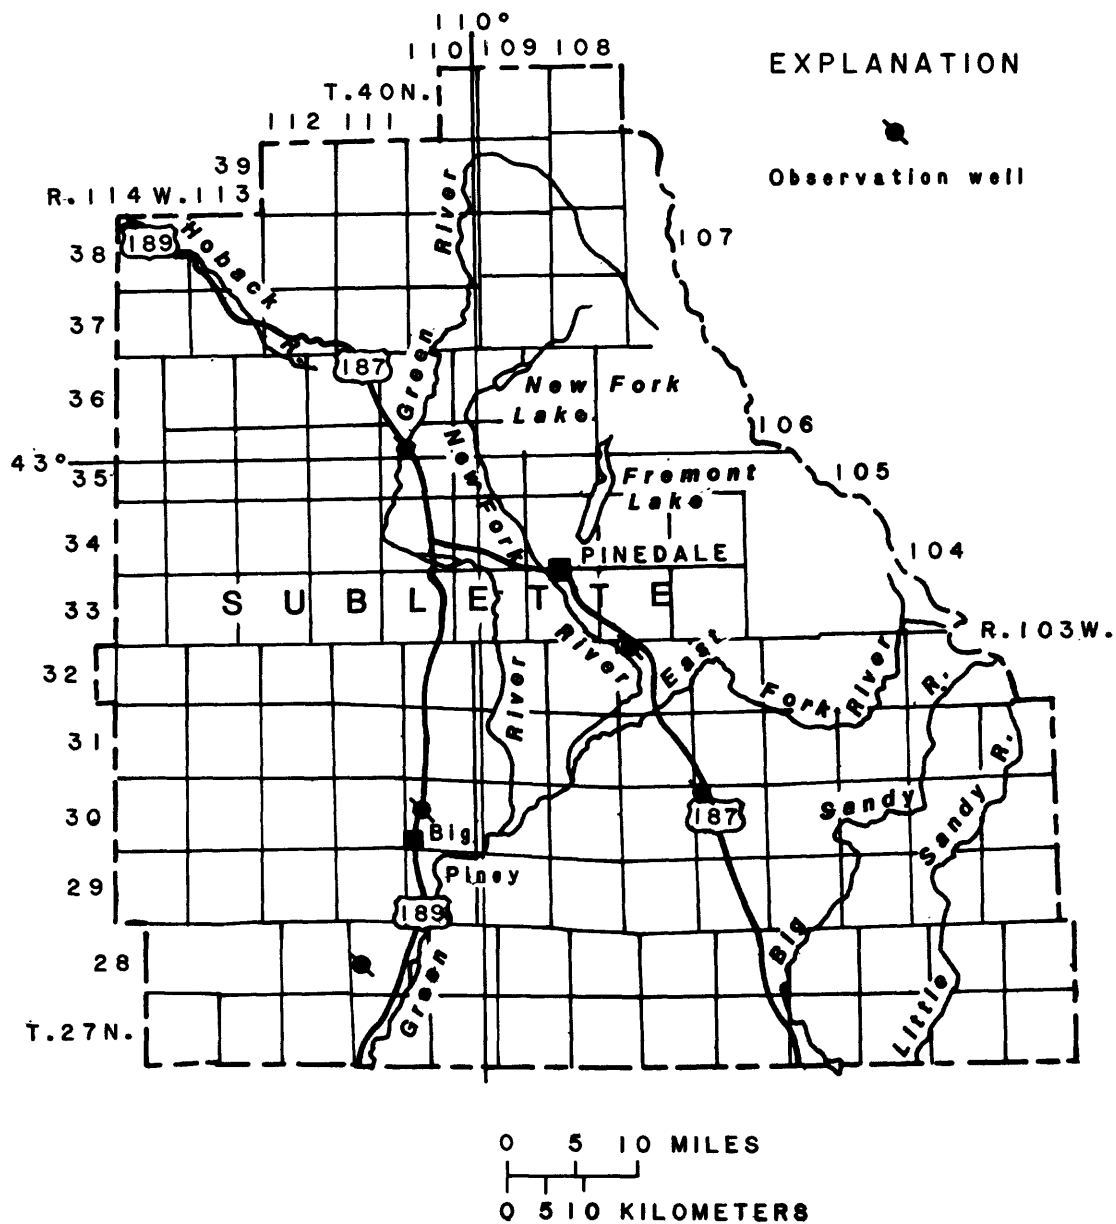 110°
110 109 108
EXPLANATION
T.40N.
112 111
39
Observation well
R.114W.113
River
107
38
189
Hoback
37
R.
Green
187
36
New Fork
Lake
106
43°
35
New Fork
Fremont
Lake
105
34
PINEDALE
104
33
SUBLETTE
R.103W.
32
River
East
Fork River
R.
31
River
R.
30
Big
Piney
187
Sandy
Sandy
29
189
28
Green
Big
Little
T.27N.
0 5 10 MILES
0 5 10 KILOMETERS